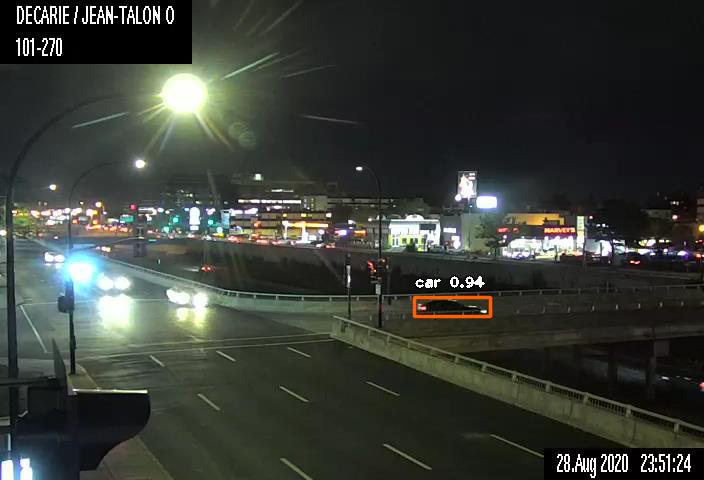 DECARIE / JEAN-TALON O
101-270
car 0.94
HARVEY'S
28.Aug 2020 23:51:24